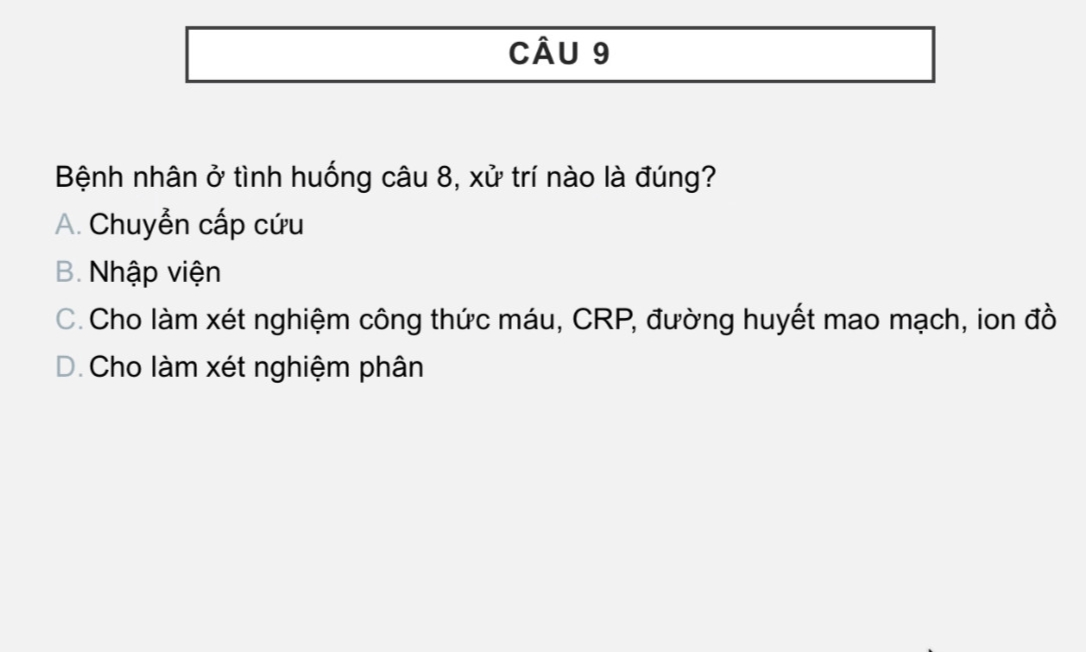 CÂU 9
Bệnh nhân ở tình huống câu 8, xử trí nào là đúng?
A. Chuyển cấp cứu
B. Nhập viện
C. Cho làm xét nghiệm công thức máu, CRP, đường huyết mao mạch, ion đồ
D. Cho làm xét nghiệm phân